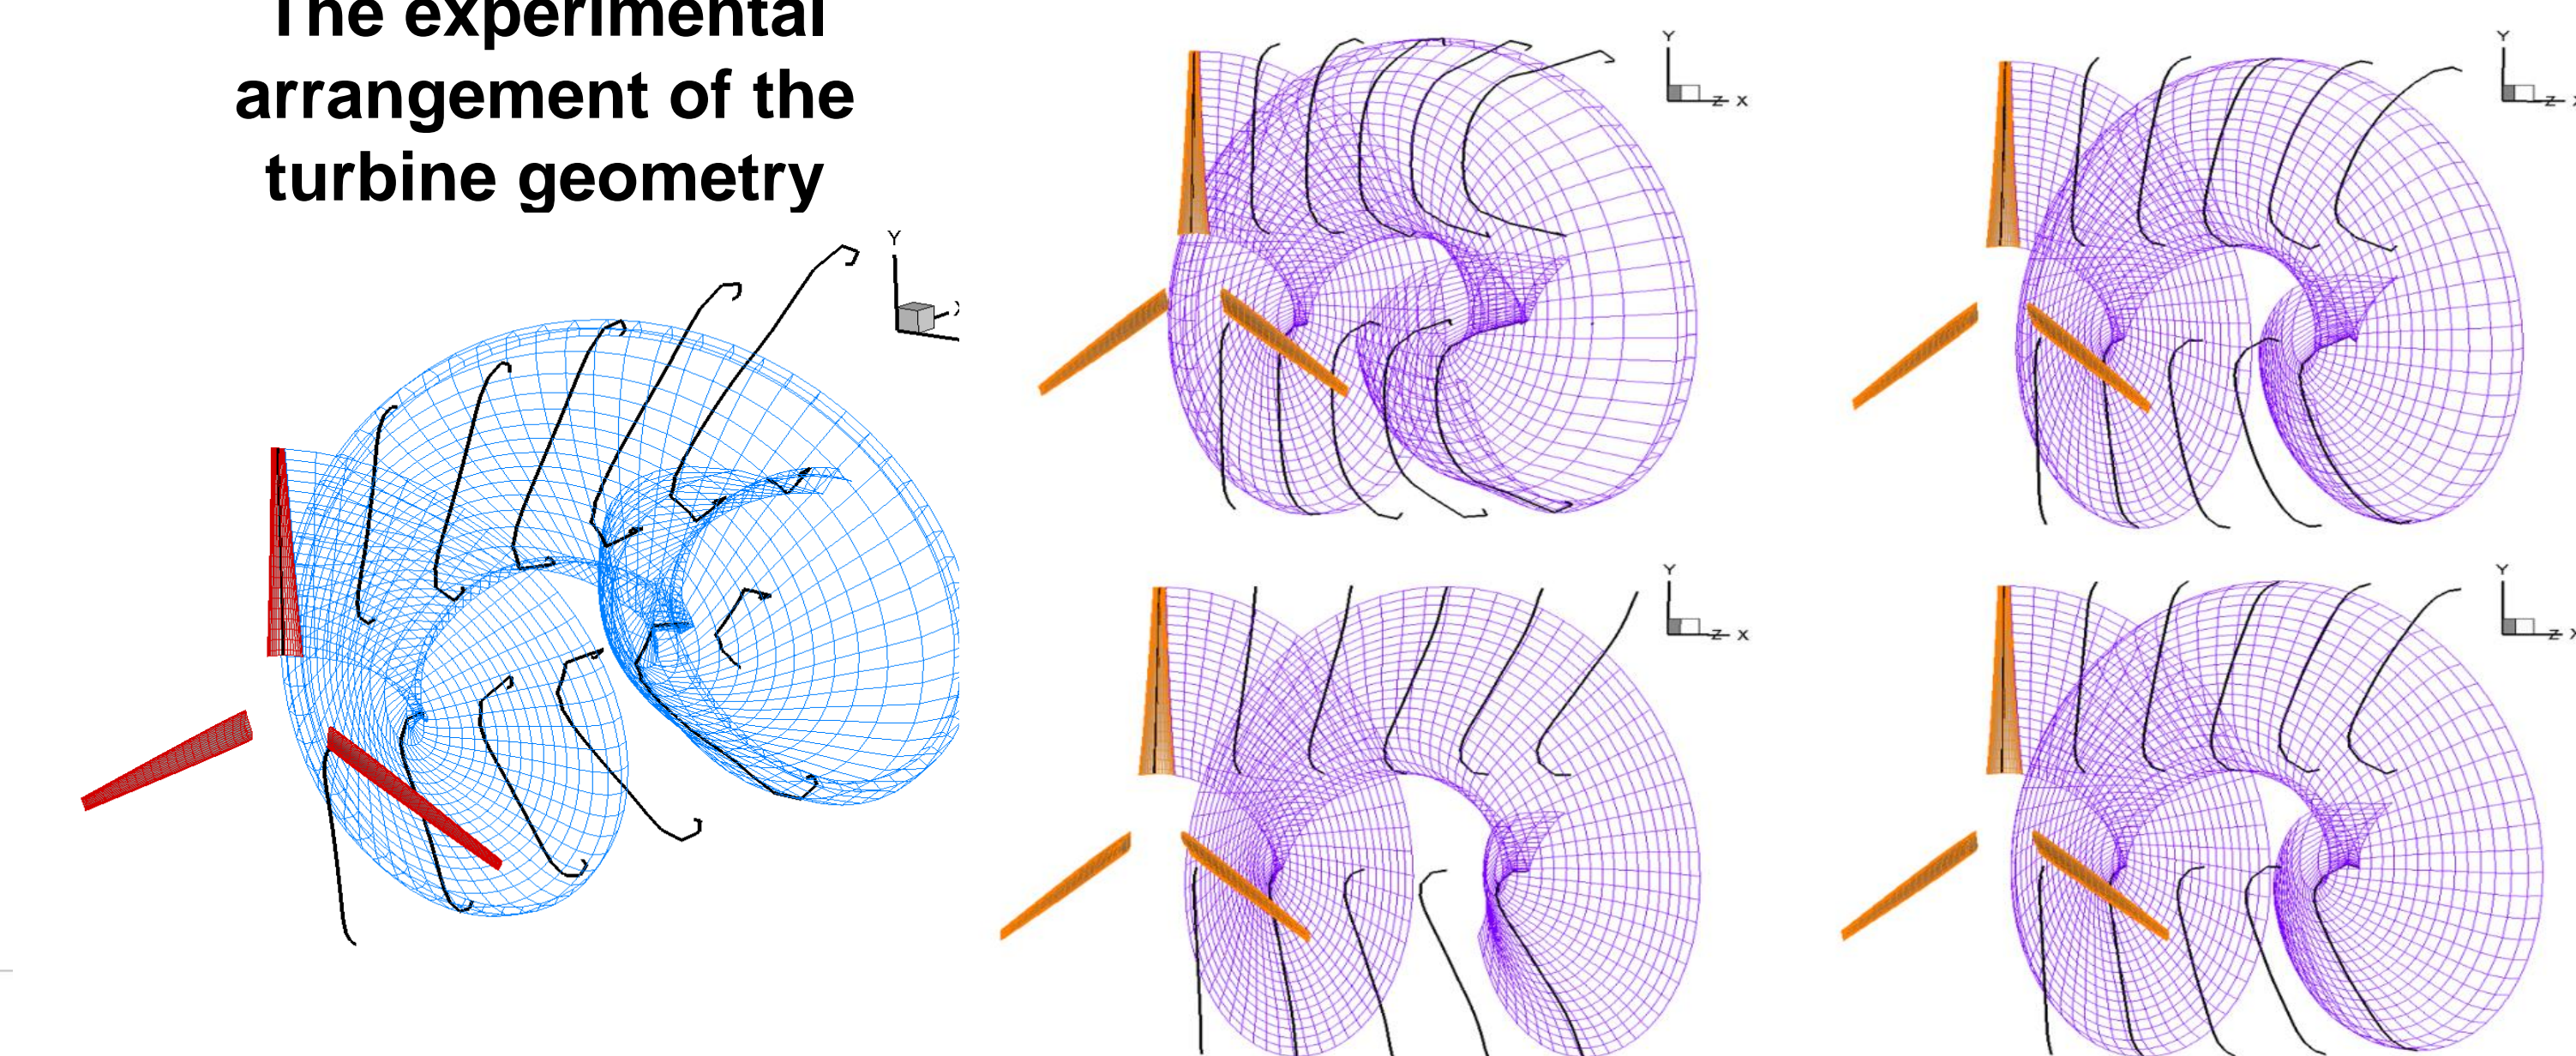 The experimental
arrangement of the
turbine geometry
Y
Y
Z X
Y
Z
Y
Z X
Y
Z X